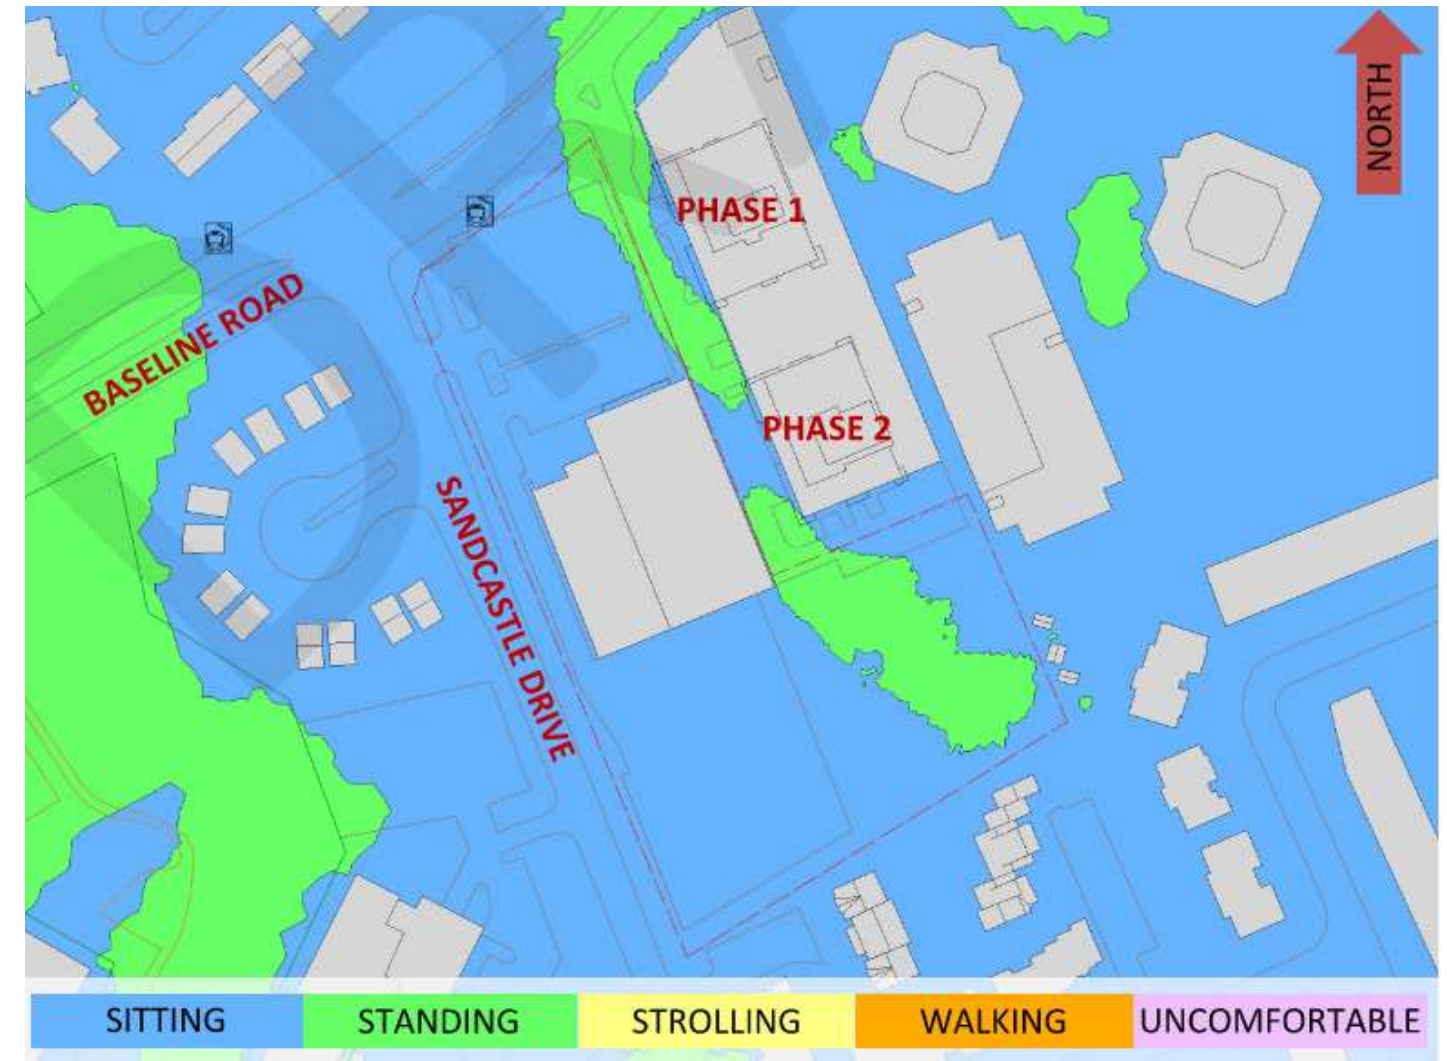 NORTH
PHASE 1
BASELINE ROAD
PHASE 2
SANDCASTLE DRIVE
SITTING
STANDING
STROLLING
WALKING
UNCOMFORTABLE